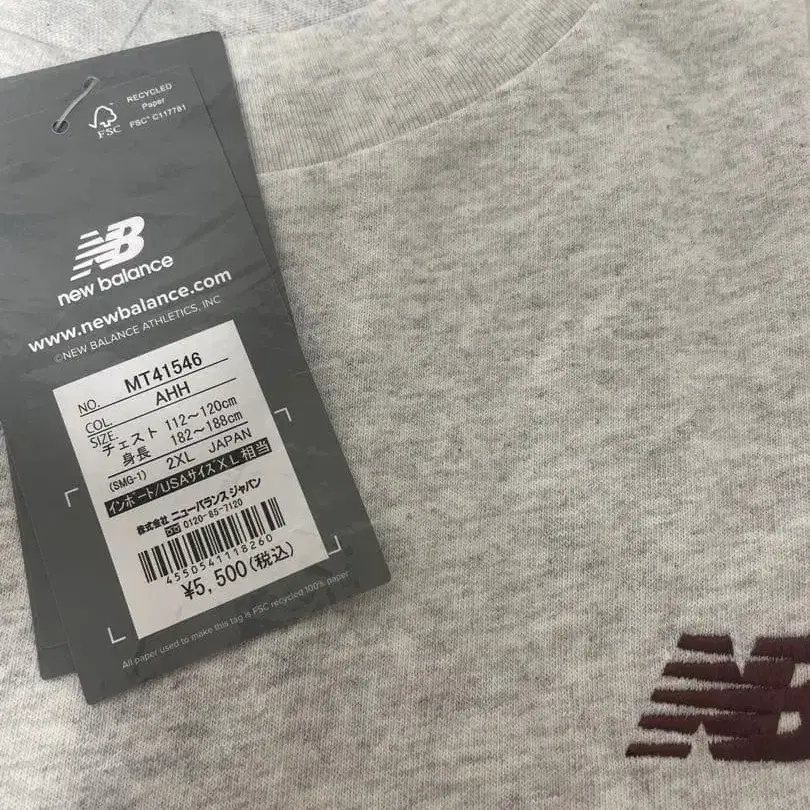 RECYCLED
Paper
FSC® C117781
FSC
NB
new balance
www.newbalance.com
©NEW BALANCE ATHLETICS, INC
NO. MT41546
COL. AHH
SIZE. チェスト 112～120cm
身長 182～188cm
(SMG-1) 2XL JAPAN
インポート/USAサイズXL相当
株式会社 ニューバランス ジャパン
0120-85-7120
4550541118260
¥5,500(税込)
All paper used to make this tag is FSC recycled 100% paper
NB